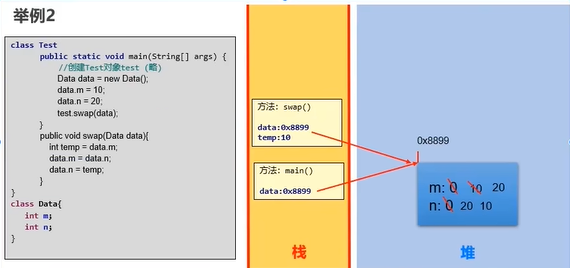 举例2
class Test
public static void main(String[] args) {
//创建Test对象test (略)
Data data = new Data();
data.m = 10;
data.n = 20;
test.swap(data);
}
public void swap(Data data){
int temp = data.m;
data.m = data.n;
data.n = temp;
}
}
class Data{
int m;
int n;
}
方法: swap()
data:0x8899
temp:10
方法: main()
data:0x8899
栈
0x8899
m: 0 10 20
n: 0 20 10
堆